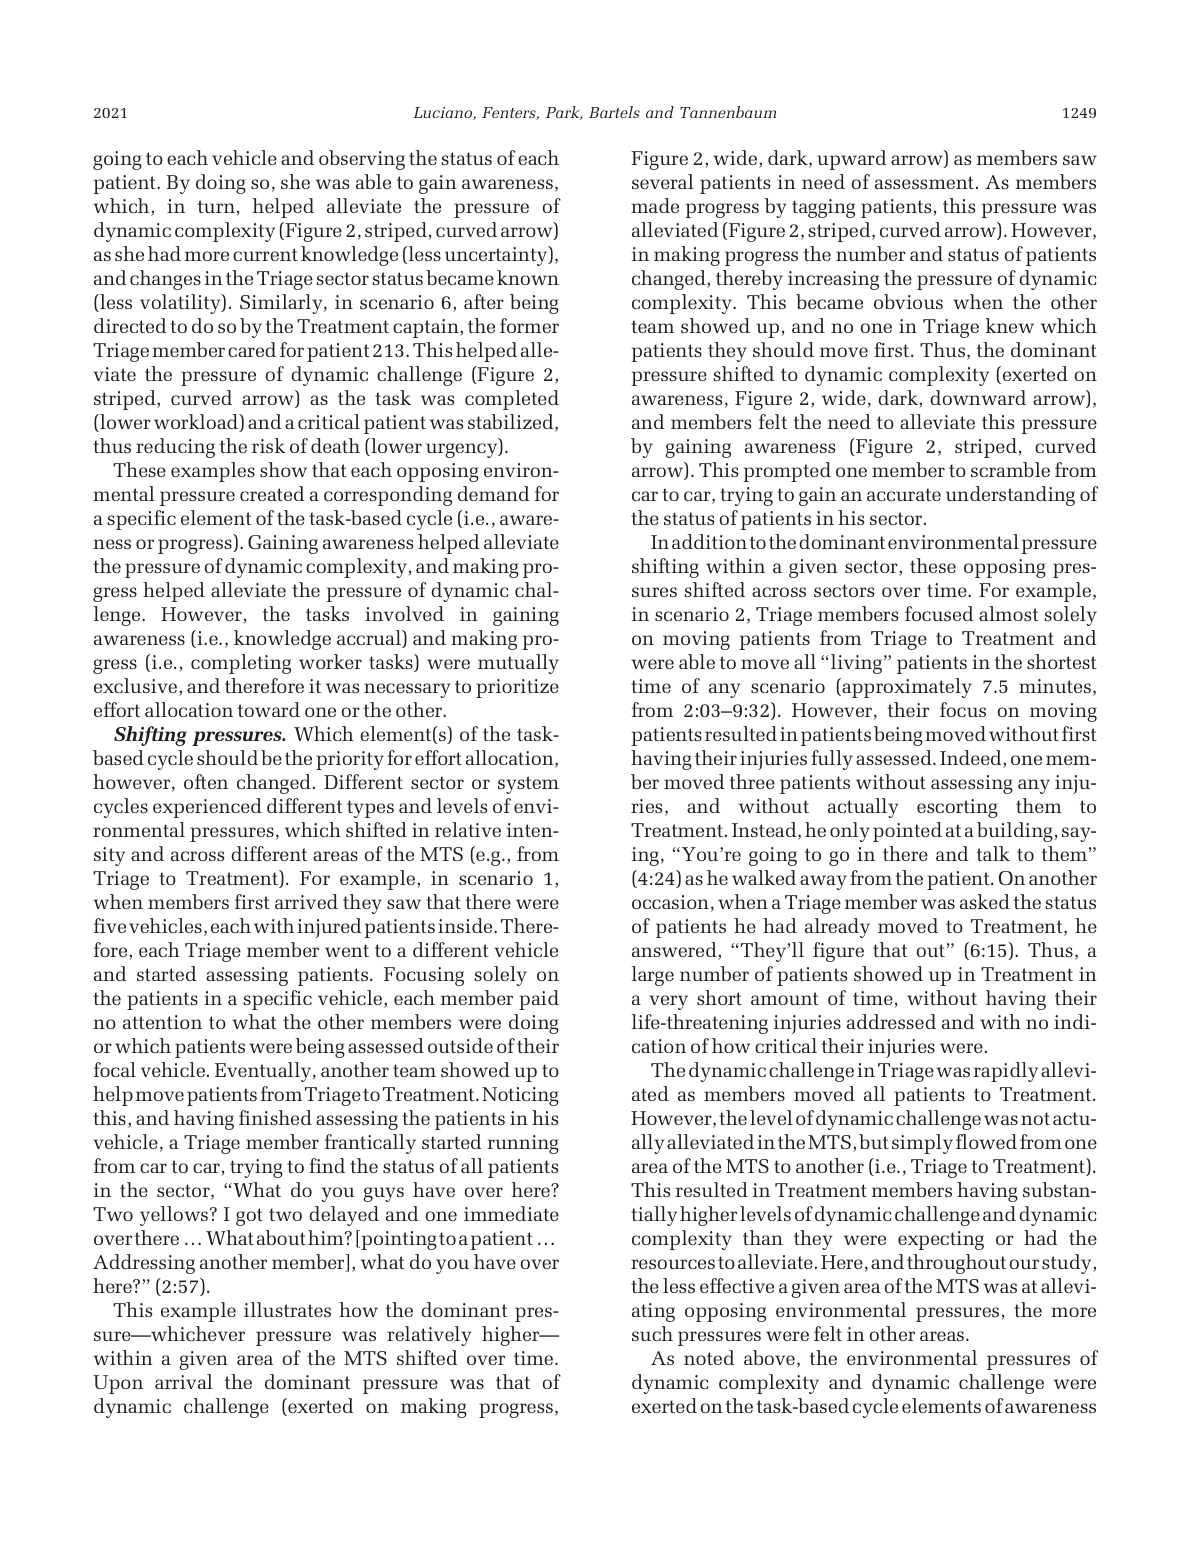 2021
Luciano, Fenters, Park, Bartels and Tannenbaum
1249
going to each vehicle and observing the status of each
patient. By doing so, she was able to gain awareness,
which, in turn, helped alleviate the pressure of
dynamic complexity (Figure 2, striped, curved arrow)
as she had more current knowledge (less uncertainty),
and changes in the Triage sector status became known
(less volatility). Similarly, in scenario 6, after being
directed to do so by the Treatment captain, the former
Triage member cared for patient 213. This helped alle-
viate the pressure of dynamic challenge (Figure 2,
striped, curved arrow) as the task was completed
(lower workload) and a critical patient was stabilized,
thus reducing the risk of death (lower urgency).
These examples show that each opposing environ-
mental pressure created a corresponding demand for
a specific element of the task-based cycle (i.e., aware-
ness or progress). Gaining awareness helped alleviate
the pressure of dynamic complexity, and making pro-
gress helped alleviate the pressure of dynamic chal-
lenge. However, the tasks involved in gaining
awareness (i.e., knowledge accrual) and making pro-
gress (i.e., completing worker tasks) were mutually
exclusive, and therefore it was necessary to prioritize
effort allocation toward one or the other.
Shifting pressures. Which element(s) of the task-
based cycle should be the priority for effort allocation,
however, often changed. Different sector or system
cycles experienced different types and levels of envi-
ronmental pressures, which shifted in relative inten-
sity and across different areas of the MTS (e.g., from
Triage to Treatment). For example, in scenario 1,
when members first arrived they saw that there were
five vehicles, each with injured patients inside. There-
fore, each Triage member went to a different vehicle
and started assessing patients. Focusing solely on
the patients in a specific vehicle, each member paid
no attention to what the other members were doing
or which patients were being assessed outside of their
focal vehicle. Eventually, another team showed up to
help move patients from Triage to Treatment. Noticing
this, and having finished assessing the patients in his
vehicle, a Triage member frantically started running
from car to car, trying to find the status of all patients
in the sector, “What do you guys have over here?
Two yellows? I got two delayed and one immediate
over there … What about him? [pointing to a patient …
Addressing another member], what do you have over
here?” (2:57).
This example illustrates how the dominant pres-
sure—whichever pressure was relatively higher—
within a given area of the MTS shifted over time.
Upon arrival the dominant pressure was that of
dynamic challenge (exerted on making progress,
Figure 2, wide, dark, upward arrow) as members saw
several patients in need of assessment. As members
made progress by tagging patients, this pressure was
alleviated (Figure 2, striped, curved arrow). However,
in making progress the number and status of patients
changed, thereby increasing the pressure of dynamic
complexity. This became obvious when the other
team showed up, and no one in Triage knew which
patients they should move first. Thus, the dominant
pressure shifted to dynamic complexity (exerted on
awareness, Figure 2, wide, dark, downward arrow),
and members felt the need to alleviate this pressure
by gaining awareness (Figure 2, striped, curved
arrow). This prompted one member to scramble from
car to car, trying to gain an accurate understanding of
the status of patients in his sector.
In addition to the dominant environmental pressure
shifting within a given sector, these opposing pres-
sures shifted across sectors over time. For example,
in scenario 2, Triage members focused almost solely
on moving patients from Triage to Treatment and
were able to move all “living” patients in the shortest
time of any scenario (approximately 7.5 minutes,
from 2:03–9:32). However, their focus on moving
patients resulted in patients being moved without first
having their injuries fully assessed. Indeed, one mem-
ber moved three patients without assessing any inju-
ries, and without actually escorting them to
Treatment. Instead, he only pointed at a building, say-
ing, “You’re going to go in there and talk to them”
(4:24) as he walked away from the patient. On another
occasion, when a Triage member was asked the status
of patients he had already moved to Treatment, he
answered, “They’ll figure that out” (6:15). Thus, a
large number of patients showed up in Treatment in
a very short amount of time, without having their
life-threatening injuries addressed and with no indi-
cation of how critical their injuries were.
The dynamic challenge in Triage was rapidly allevi-
ated as members moved all patients to Treatment.
However, the level of dynamic challenge was not actu-
ally alleviated in the MTS, but simply flowed from one
area of the MTS to another (i.e., Triage to Treatment).
This resulted in Treatment members having substan-
tially higher levels of dynamic challenge and dynamic
complexity than they were expecting or had the
resources to alleviate. Here, and throughout our study,
the less effective a given area of the MTS was at allevi-
ating opposing environmental pressures, the more
such pressures were felt in other areas.
As noted above, the environmental pressures of
dynamic complexity and dynamic challenge were
exerted on the task-based cycle elements of awareness